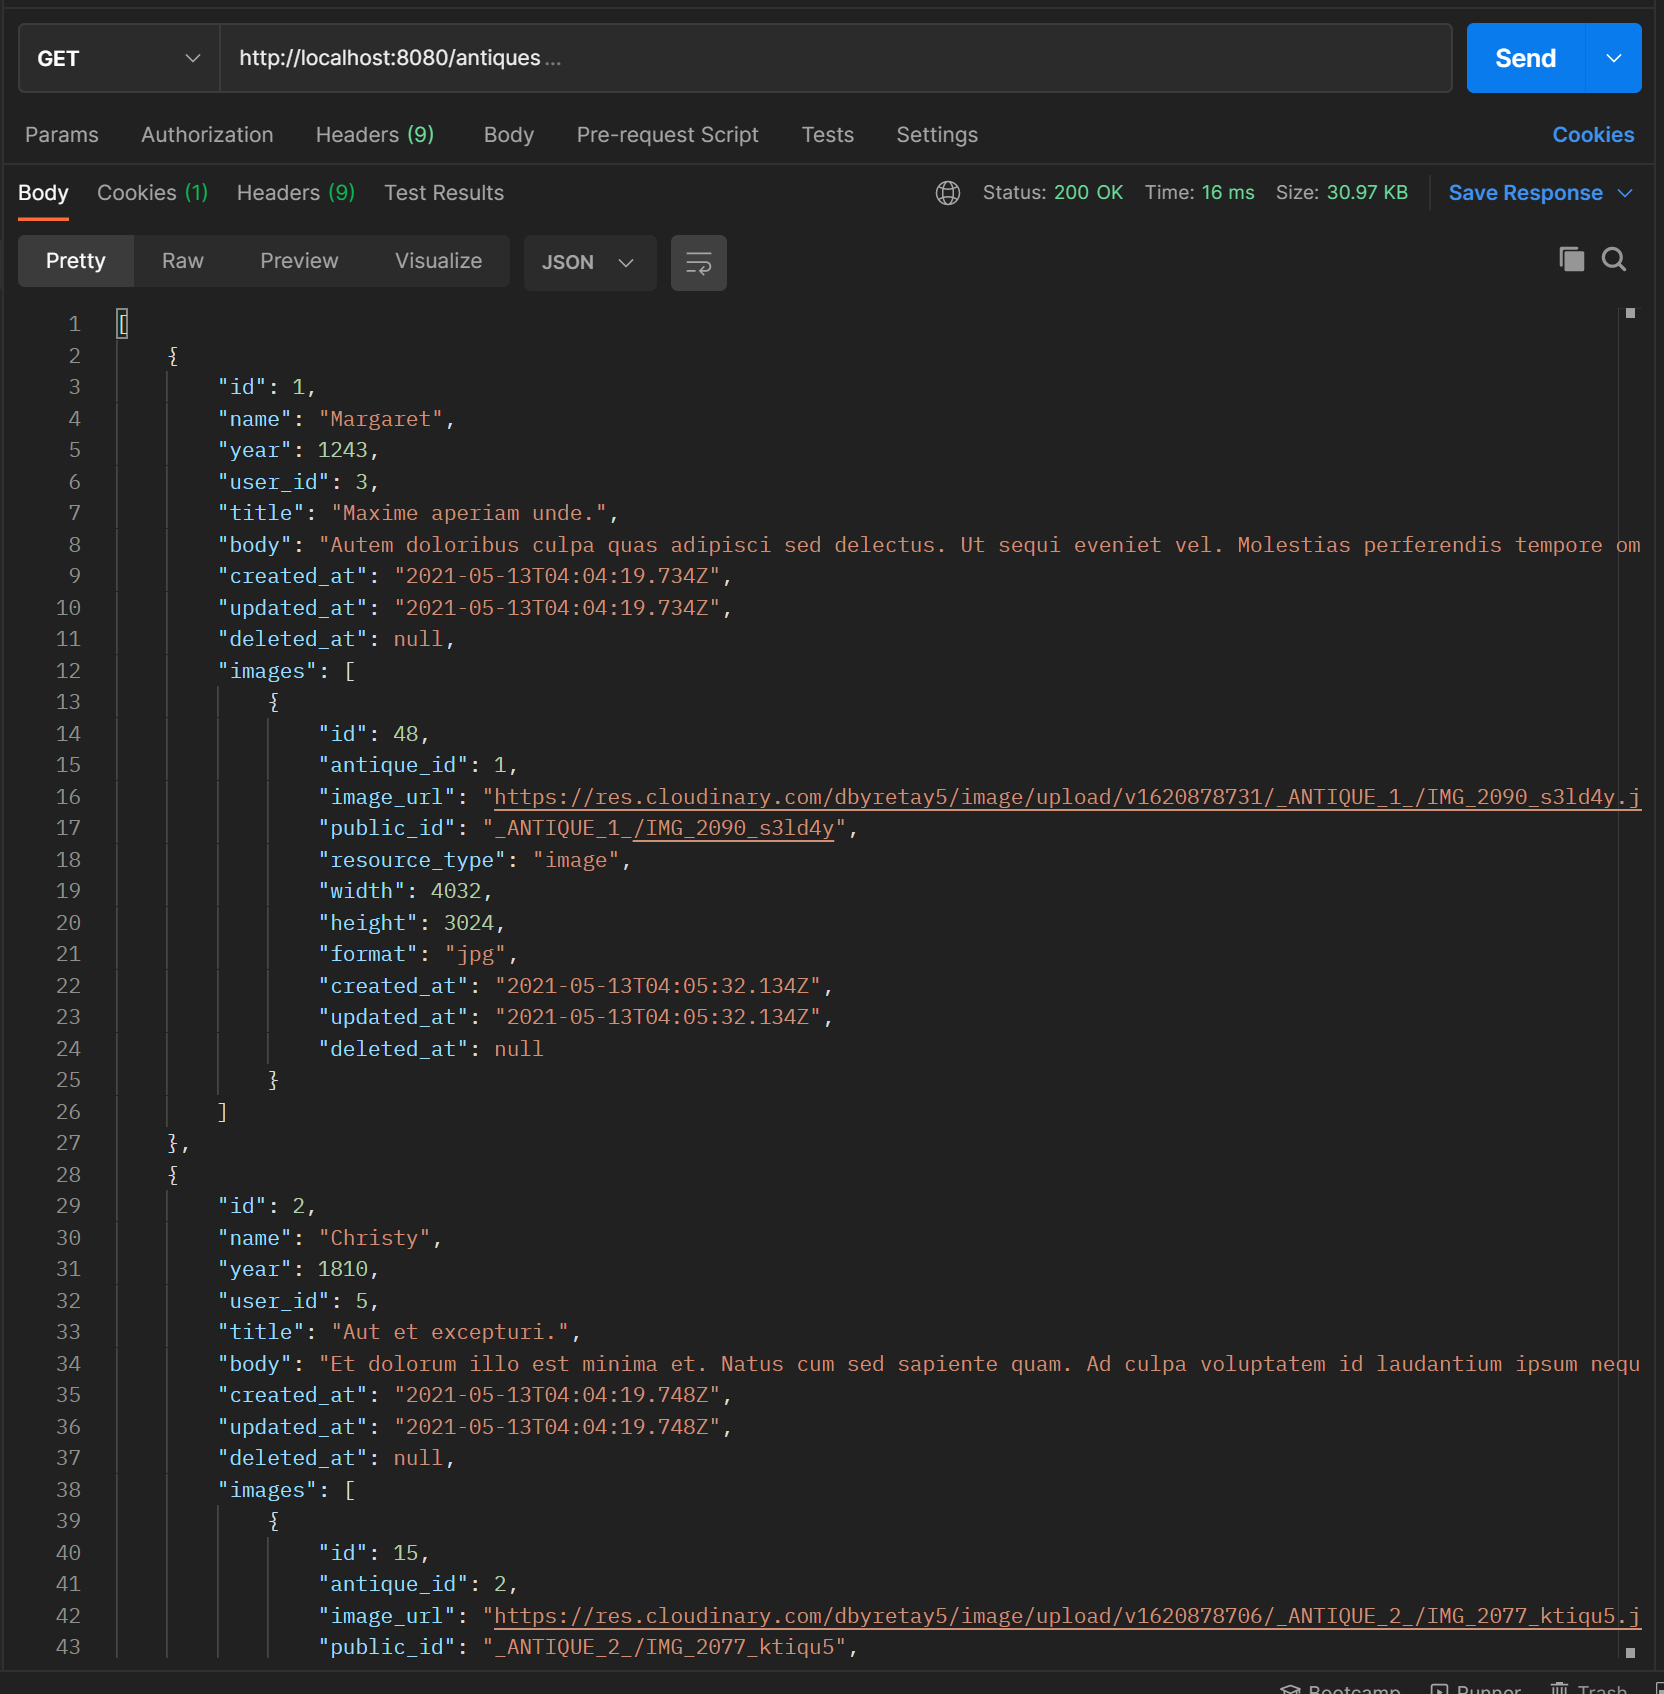 GET http://localhost:8080/antiques ... Send
Params Authorization Headers (9) Body Pre-request Script Tests Settings Cookies
Body Cookies (1) Headers (9) Test Results Status: 200 OK Time: 16 ms Size: 30.97 KB Save Response
Pretty Raw Preview Visualize JSON
1 [
2 {
3 "id": 1,
4 "name": "Margaret",
5 "year": 1243,
6 "user_id": 3,
7 "title": "Maxime aperiam unde.",
8 "body": "Autem doloribus culpa quas adipisci sed delectus. Ut sequi eveniet vel. Molestias perferendis tempore om
9 "created_at": "2021-05-13T04:04:19.734Z",
10 "updated_at": "2021-05-13T04:04:19.734Z",
11 "deleted_at": null,
12 "images": [
13 {
14 "id": 48,
15 "antique_id": 1,
16 "image_url": "https://res.cloudinary.com/dbyretay5/image/upload/v1620878731/_ANTIQUE_1_/IMG_2090_s3ld4y.j
17 "public_id": "_ANTIQUE_1_/IMG_2090_s3ld4y",
18 "resource_type": "image",
19 "width": 4032,
20 "height": 3024,
21 "format": "jpg",
22 "created_at": "2021-05-13T04:05:32.134Z",
23 "updated_at": "2021-05-13T04:05:32.134Z",
24 "deleted_at": null
25 }
26 ]
27 },
28 {
29 "id": 2,
30 "name": "Christy",
31 "year": 1810,
32 "user_id": 5,
33 "title": "Aut et excepturi.",
34 "body": "Et dolorum illo est minima et. Natus cum sed sapiente quam. Ad culpa voluptatem id laudantium ipsum nequ
35 "created_at": "2021-05-13T04:04:19.748Z",
36 "updated_at": "2021-05-13T04:04:19.748Z",
37 "deleted_at": null,
38 "images": [
39 {
40 "id": 15,
41 "antique_id": 2,
42 "image_url": "https://res.cloudinary.com/dbyretay5/image/upload/v1620878706/_ANTIQUE_2_/IMG_2077_ktiqu5.j
43 "public_id": "_ANTIQUE_2_/IMG_2077_ktiqu5",
Bootcamp Runner Trash